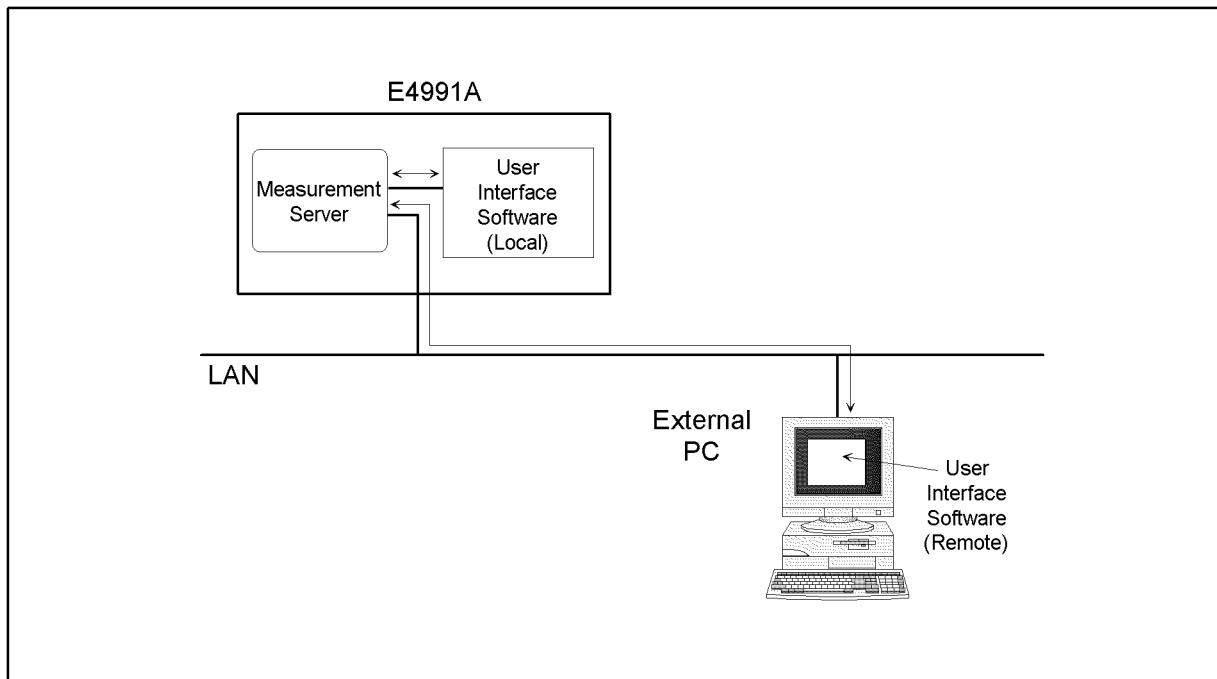 E4991A
Measurement
Server
User
Interface
Software
(Local)
LAN
External
PC
User
Interface
Software
(Remote)